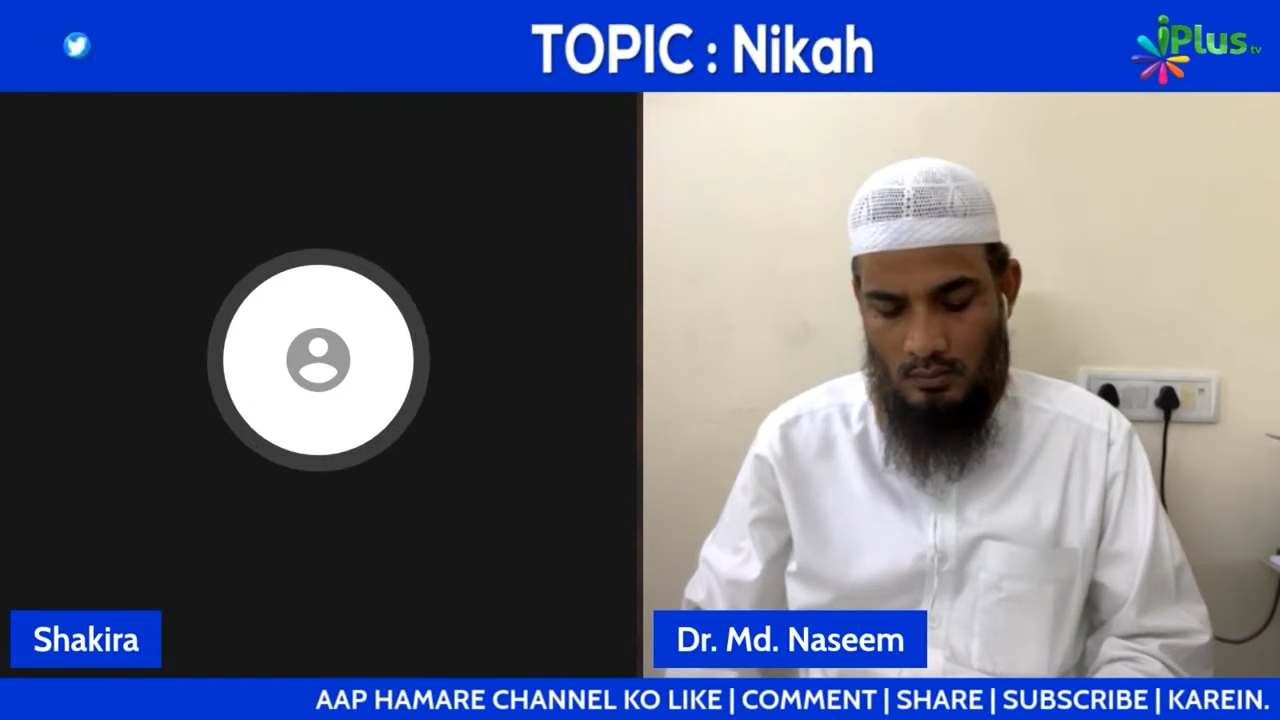 TOPIC : Nikah
iPlus tv
Shakira
Dr. Md. Naseem
AAP HAMARE CHANNEL KO LIKE | COMMENT | SHARE | SUBSCRIBE | KAREIN.